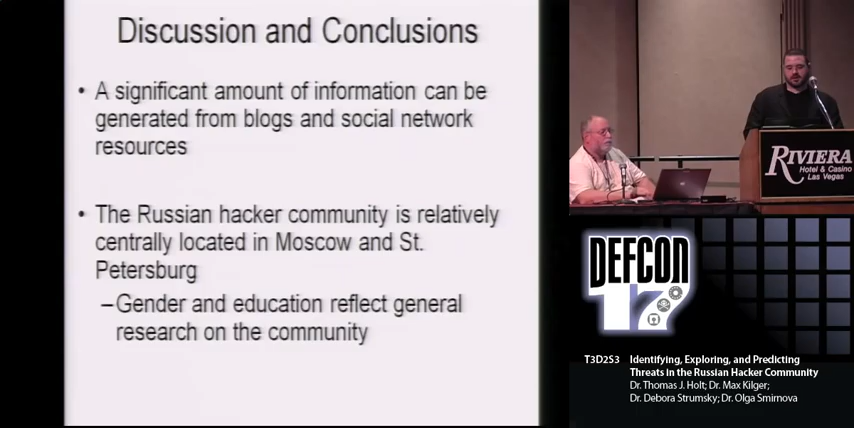 Discussion and Conclusions
• A significant amount of information can be
generated from blogs and social network
resources
• The Russian hacker community is relatively
centrally located in Moscow and St.
Petersburg
–Gender and education reflect general
research on the community
RIVIERA
Hotel & Casino
Las Vegas
DEFCON
17
T3D2S3 Identifying, Exploring, and Predicting
Threats in the Russian Hacker Community
Dr. Thomas J. Holt; Dr. Max Kilger;
Dr. Debora Strumsky; Dr. Olga Smirnova